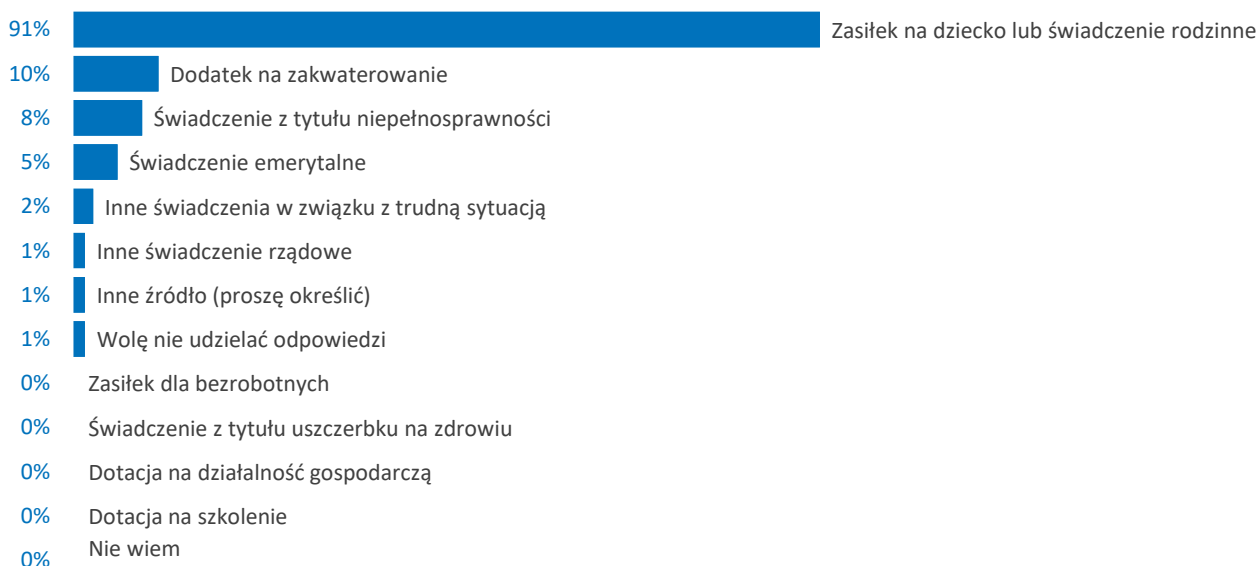 91% Zasiłek na dziecko lub świadczenie rodzinne
10% Dodatek na zakwaterowanie
8% Świadczenie z tytułu niepełnosprawności
5% Świadczenie emerytalne
2% Inne świadczenia w związku z trudną sytuacją
1% Inne świadczenie rządowe
1% Inne źródło (proszę określić)
1% Wolę nie udzielać odpowiedzi
0% Zasiłek dla bezrobotnych
0% Świadczenie z tytułu uszczerbku na zdrowiu
0% Dotacja na działalność gospodarczą
0% Dotacja na szkolenie
0% Nie wiem